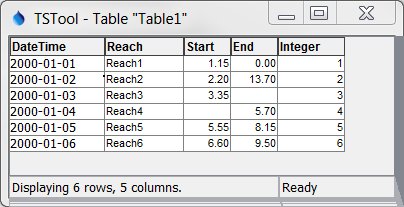 TSTool - Table "Table1"
DateTime Reach Start End Integer
2000-01-01 Reach1 1.15 0.00 1
2000-01-02 Reach2 2.20 13.70 2
2000-01-03 Reach3 3.35 3
2000-01-04 Reach4 5.70 4
2000-01-05 Reach5 5.55 8.15 5
2000-01-06 Reach6 6.60 9.50 6
Displaying 6 rows, 5 columns. Ready